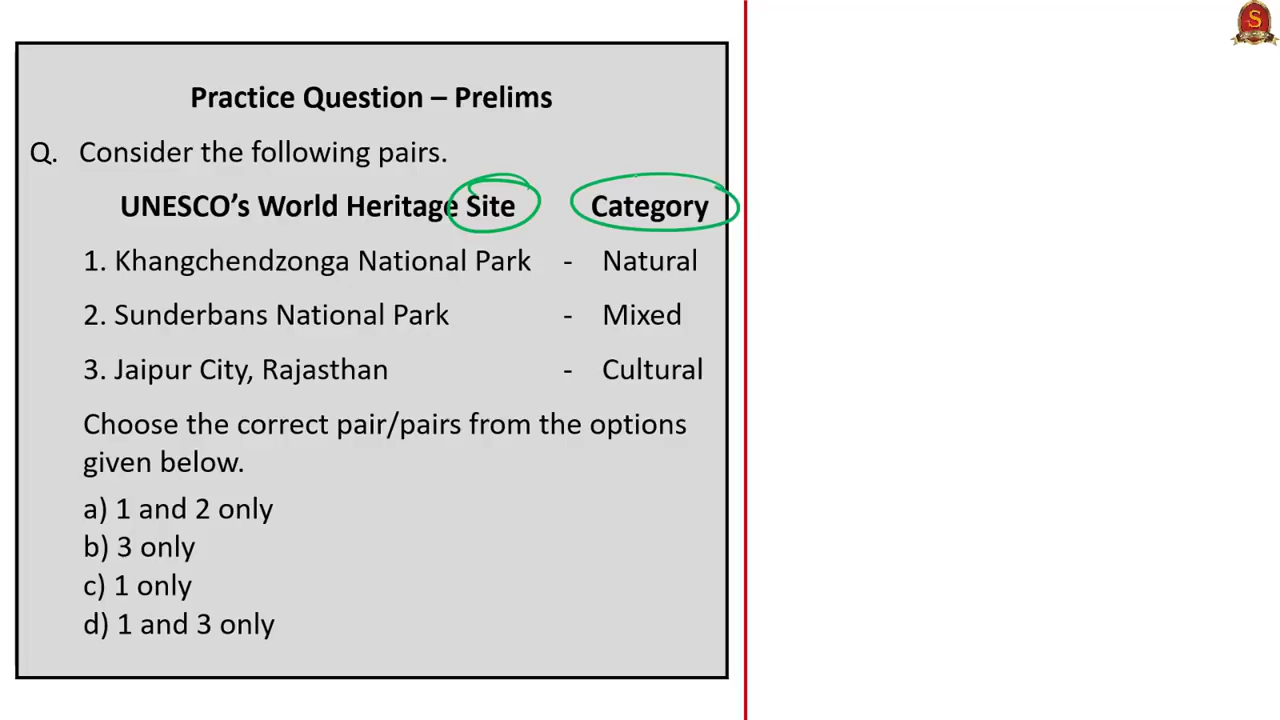 Practice Question – Prelims
Q. Consider the following pairs.
UNESCO’s World Heritage Site Category
1. Khangchendzonga National Park - Natural
2. Sunderbans National Park - Mixed
3. Jaipur City, Rajasthan - Cultural
Choose the correct pair/pairs from the options
given below.
a) 1 and 2 only
b) 3 only
c) 1 only
d) 1 and 3 only
S